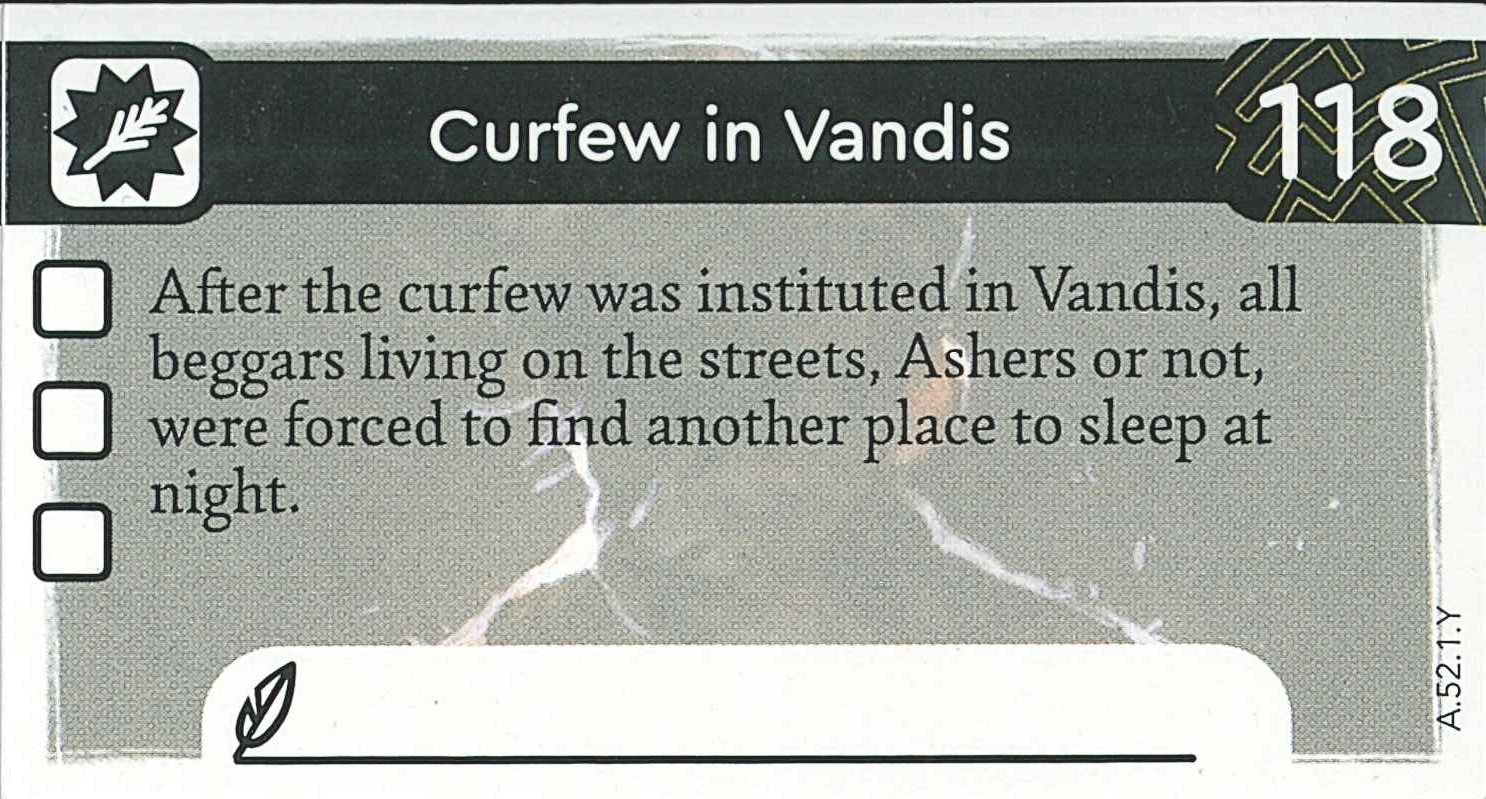 Curfew in Vandis
118
After the curfew was instituted in Vandis, all
beggars living on the streets, Ashers or not,
were forced to find another place to sleep at
night.
A.52.1.Y